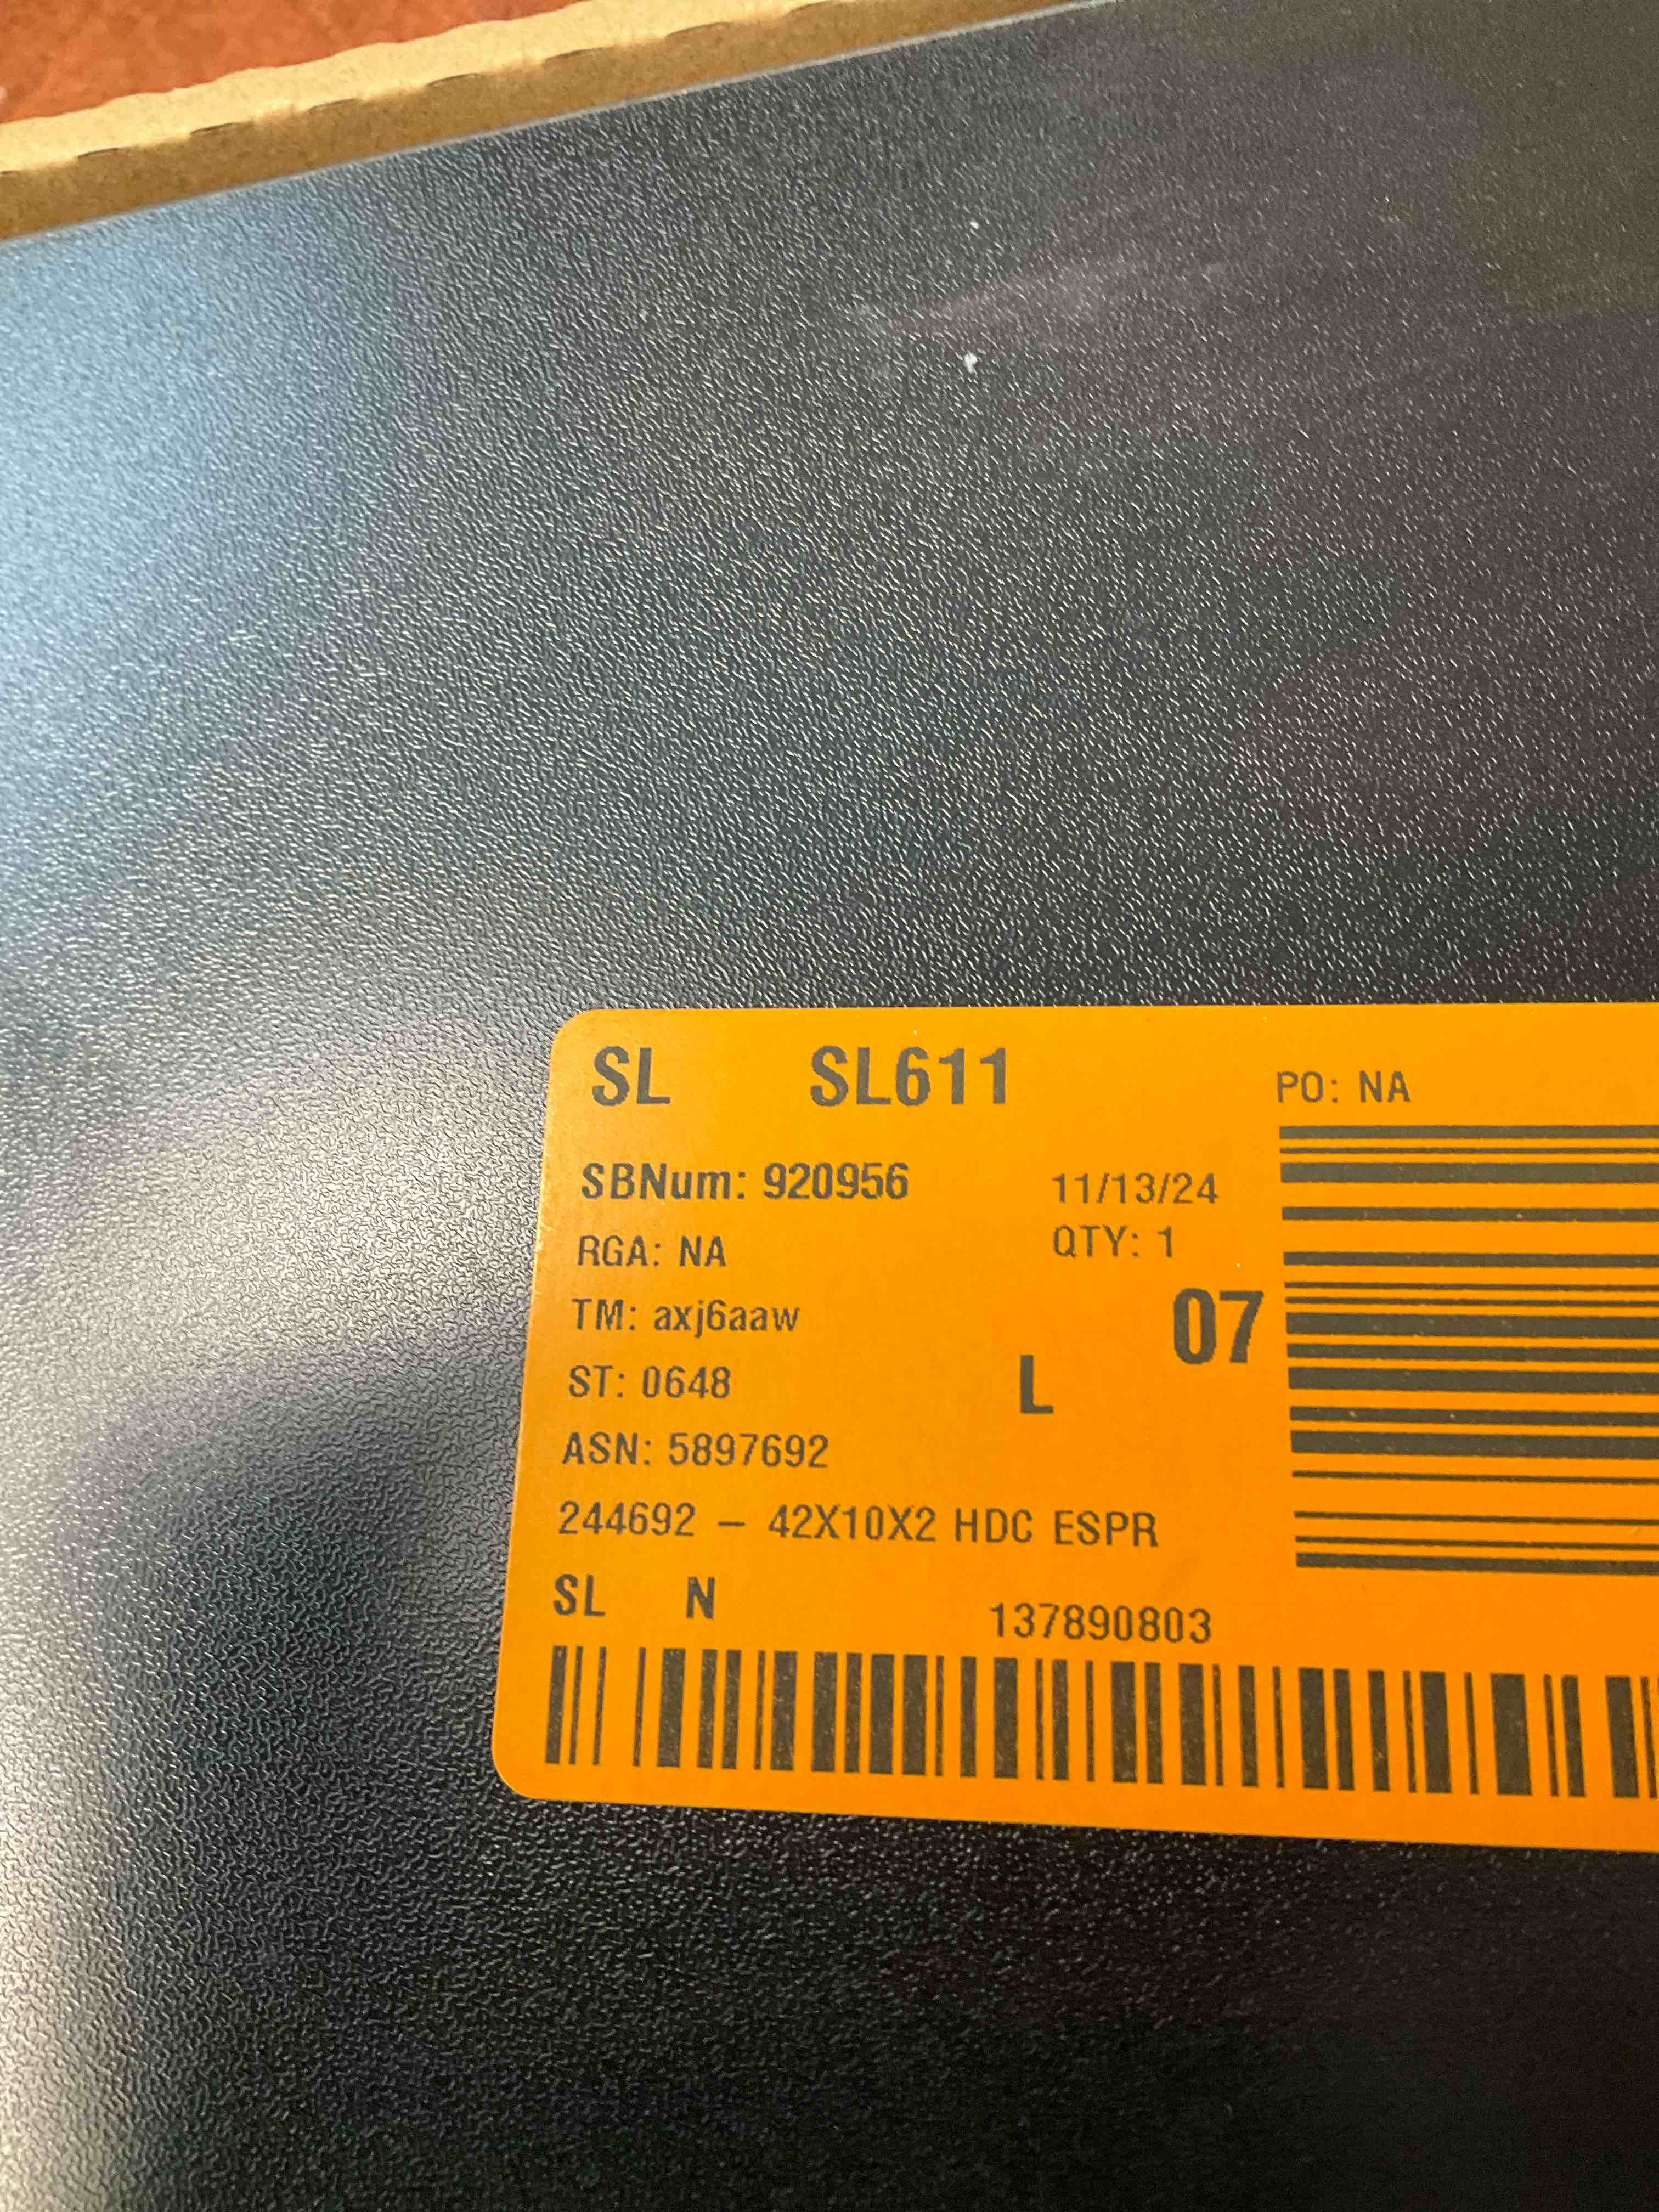 SL SL611 PO: NA
SBNum: 920956 11/13/24
RGA: NA QTY: 1
TM: axj6aaw 07
ST: 0648 L
ASN: 5897692
244692 – 42X10X2 HDC ESPR
SL N 137890803